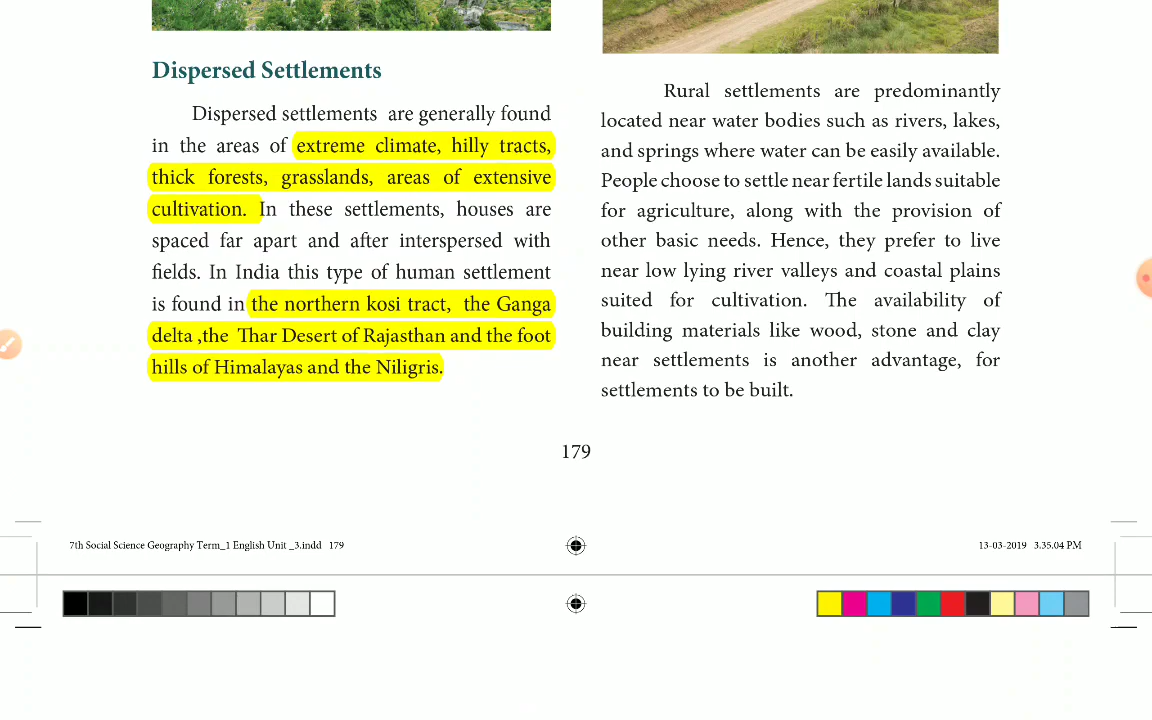 Dispersed Settlements
Dispersed settlements are generally found
in the areas of extreme climate, hilly tracts,
thick forests, grasslands, areas of extensive
cultivation. In these settlements, houses are
spaced far apart and after interspersed with
fields. In India this type of human settlement
is found in the northern kosi tract, the Ganga
delta ,the Thar Desert of Rajasthan and the foot
hills of Himalayas and the Niligris.
Rural settlements are predominantly
located near water bodies such as rivers, lakes,
and springs where water can be easily available.
People choose to settle near fertile lands suitable
for agriculture, along with the provision of
other basic needs. Hence, they prefer to live
near low lying river valleys and coastal plains
suited for cultivation. The availability of
building materials like wood, stone and clay
near settlements is another advantage, for
settlements to be built.
179
7th Social Science Geography Term_1 English Unit _3.indd 179
13-03-2019 3.35.04 PM